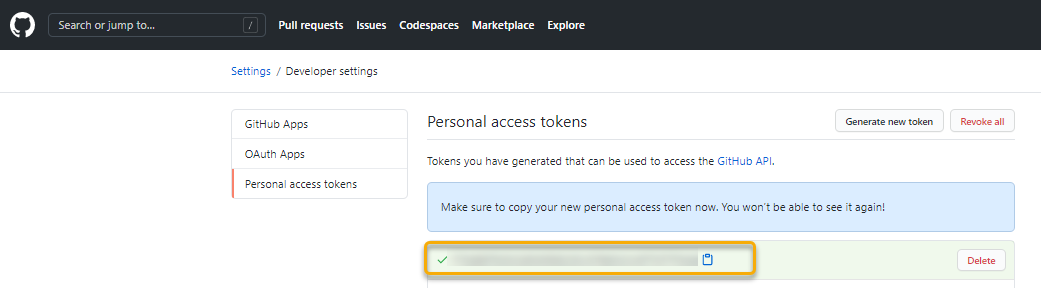 Search or jump to... /
Pull requests Issues Codespaces Marketplace Explore
Settings / Developer settings
GitHub Apps
OAuth Apps
Personal access tokens
Personal access tokens
Generate new token
Revoke all
Tokens you have generated that can be used to access the GitHub API.
Make sure to copy your new personal access token now. You won't be able to see it again!
Delete